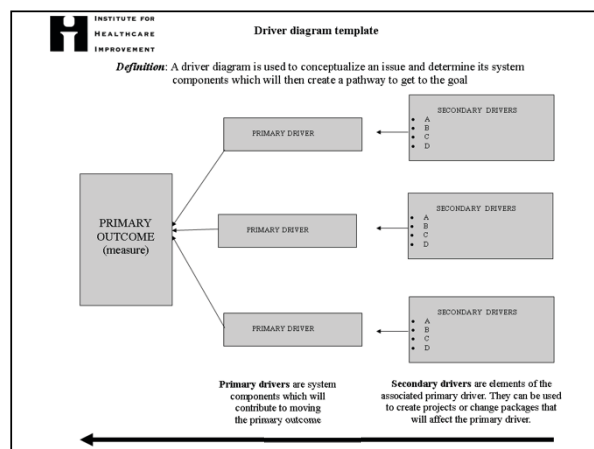 INSTITUTE FOR
HEALTHCARE
IMPROVEMENT
Driver diagram template
Definition: A driver diagram is used to conceptualize an issue and determine its system
components which will then create a pathway to get to the goal
SECONDARY DRIVERS
• A
• B
• C
• D
PRIMARY DRIVER
SECONDARY DRIVERS
• A
• B
• C
• D
PRIMARY
OUTCOME
(measure)
PRIMARY DRIVER
SECONDARY DRIVERS
• A
• B
• C
• D
PRIMARY DRIVER
Primary drivers are system
components which will
contribute to moving
the primary outcome
Secondary drivers are elements of the
associated primary driver. They can be used
to create projects or change packages that
will affect the primary driver.